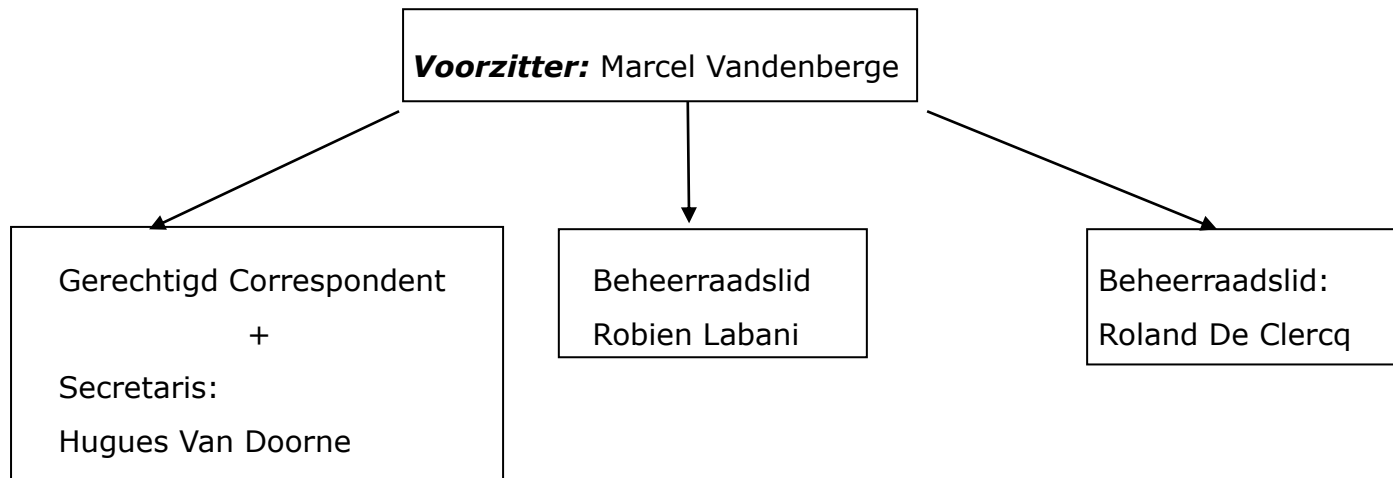 Voorzitter: Marcel Vandenberge
Gerechtigd Correspondent
+
Secretaris:
Hugues Van Doorne
Beheerraadslid
Robien Labani
Beheerraadslid:
Roland De Clercq